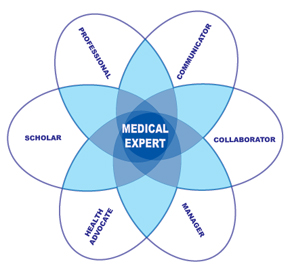 PROFESSIONAL
COMMUNICATOR
SCHOLAR
MEDICAL
EXPERT
COLLABORATOR
HEALTH
ADVOCATE
MANAGER